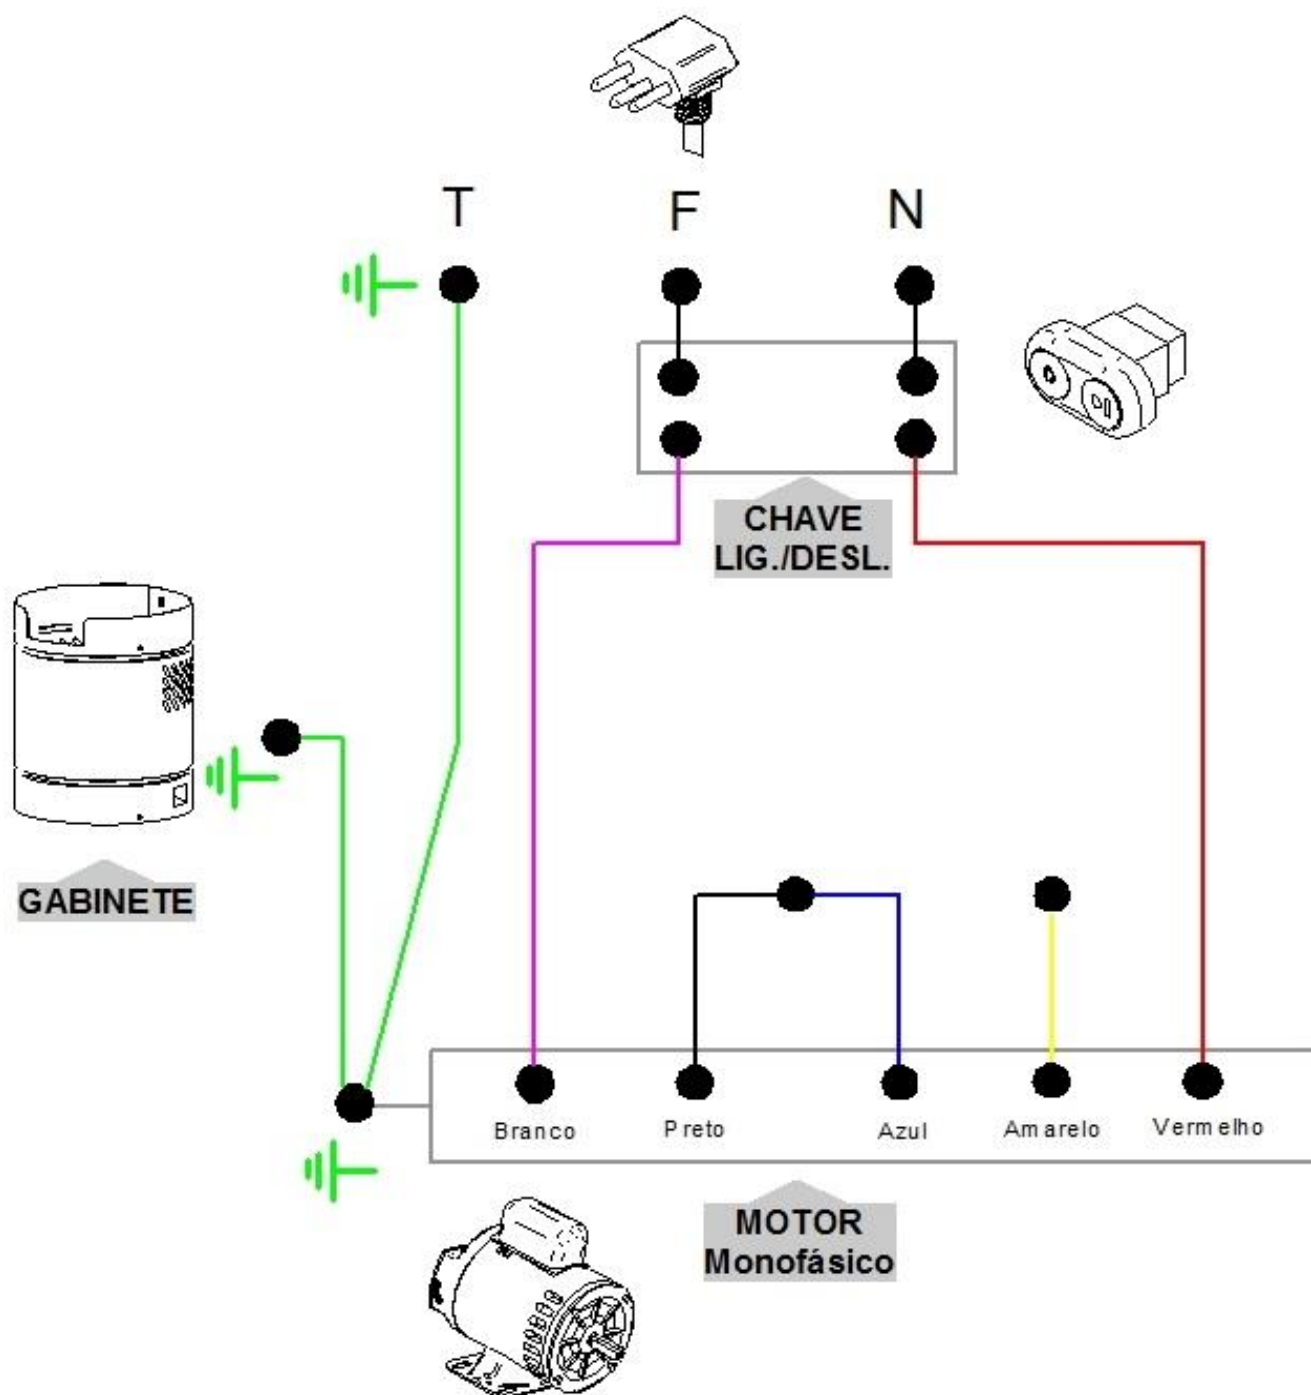 T
F
N
CHAVE
LIG./DESL.
GABINETE
Branco
Preto
Azul
Amarelo
Vermelho
MOTOR
Monofásico